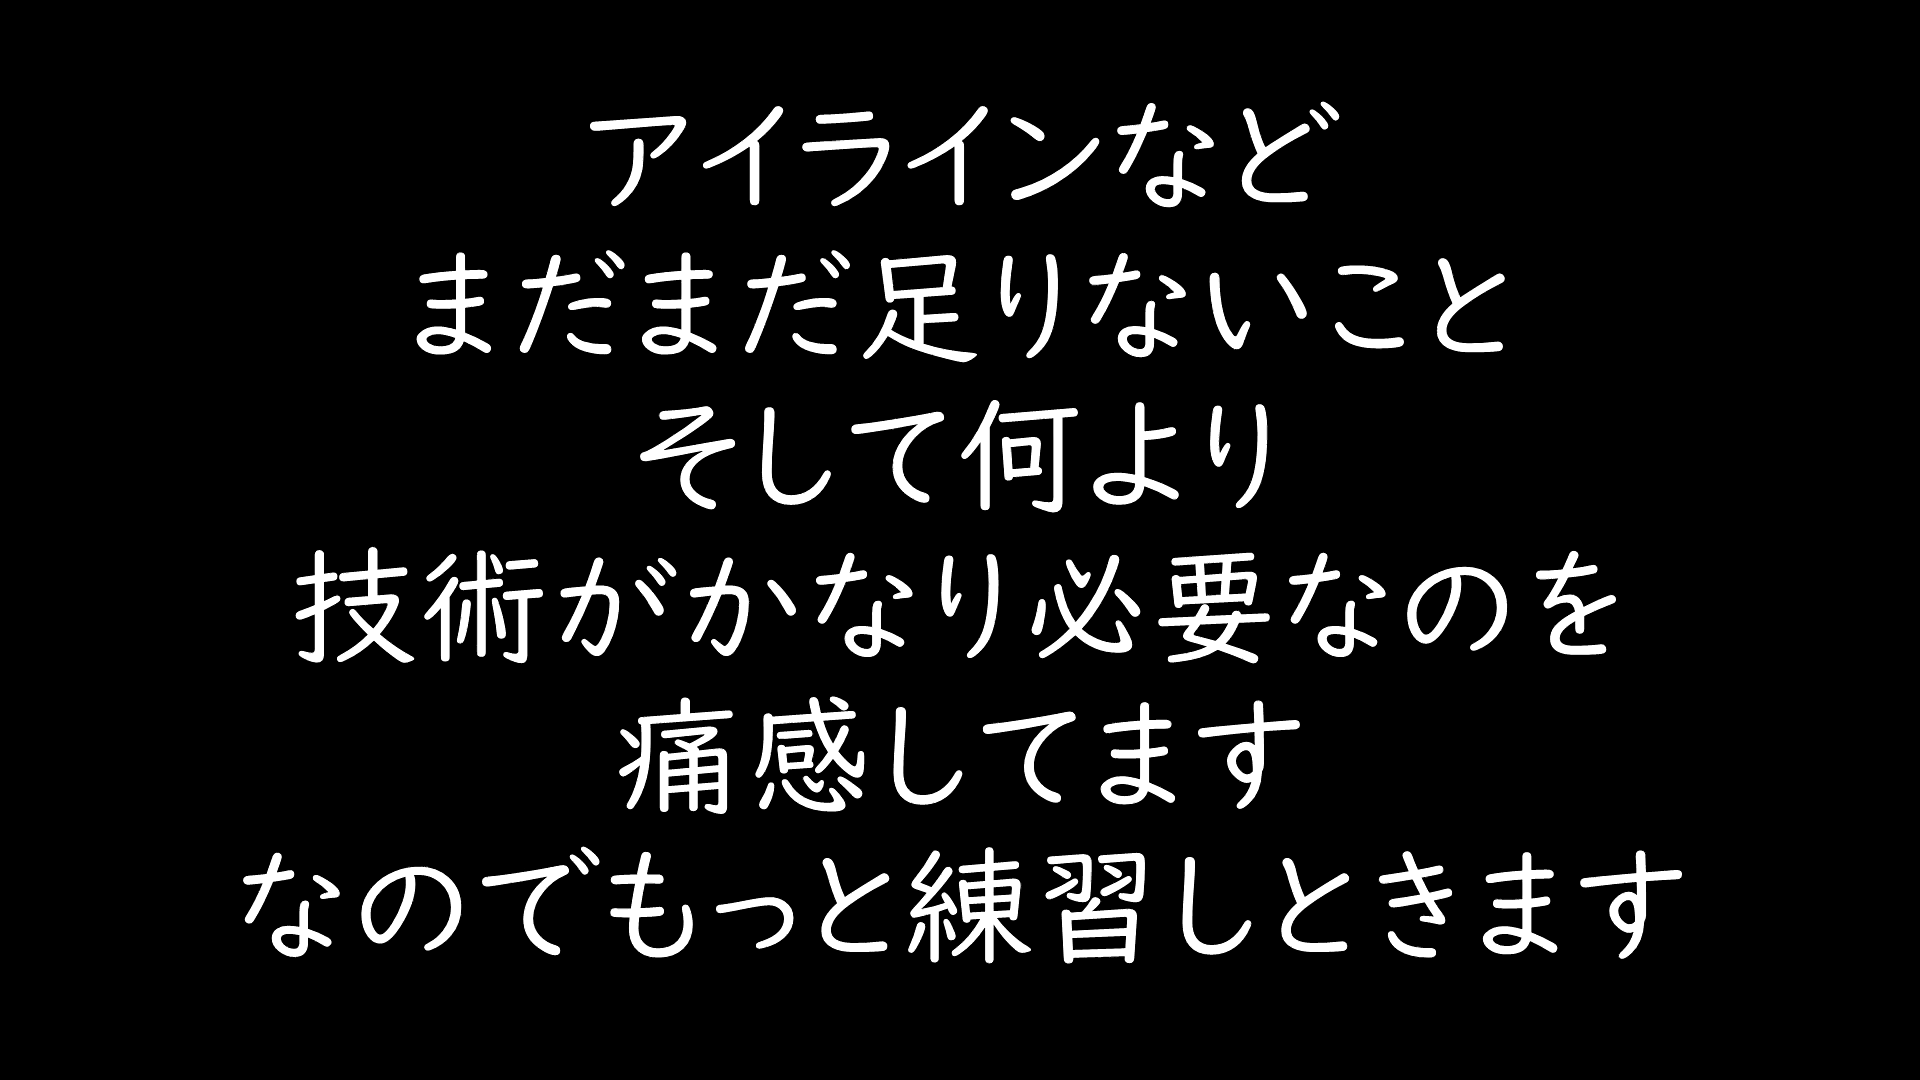 アイラインなど
まだまだ足りないこと
そして何より
技術がかなり必要なのを
痛感してます
なのでもっと練習しときます